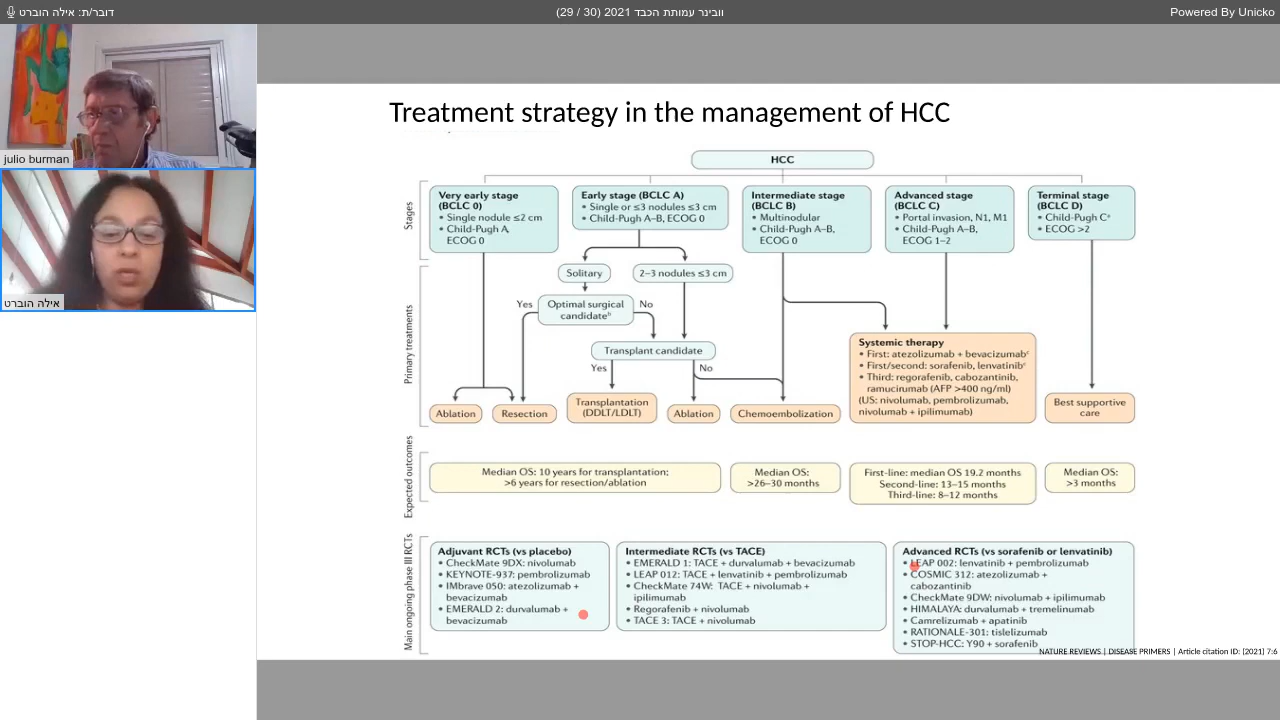 דובר/ת: אילה הוברט
וובינר עמותת הכבד 2021 (30 / 29)
Powered By Unicko
julio burman
אילה הוברט
Treatment strategy in the management of HCC
HCC
Stages
Very early stage
(BCLC 0)
• Single nodule ≤2 cm
• Child-Pugh A,
ECOG 0
Early stage (BCLC A)
• Single or ≤3 nodules ≤3 cm
• Child-Pugh A–B, ECOG 0
Intermediate stage
(BCLC B)
• Multinodular
• Child-Pugh A–B,
ECOG 0
Advanced stage
(BCLC C)
• Portal invasion, N1, M1
• Child-Pugh A–B,
ECOG 1–2
Terminal stage
(BCLC D)
• Child-Pugh Cᵃ
• ECOG >2
Primary treatments
Solitary
2–3 nodules ≤3 cm
Yes
Optimal surgical
candidateᵇ
No
Transplant candidate
Yes
No
Ablation
Resection
Transplantation
(DDLT/LDLT)
Ablation
Chemoembolization
Systemic therapy
• First: atezolizumab + bevacizumabᶜ
• First/second: sorafenib, lenvatinibᶜ
• Third: regorafenib, cabozantinib,
ramucirumab (AFP >400 ng/ml)
(US: nivolumab, pembrolizumab,
nivolumab + ipilimumab)
Best supportive
care
Expected outcomes
Median OS: 10 years for transplantation;
>6 years for resection/ablation
Median OS:
>26–30 months
First-line: median OS 19.2 months
Second-line: 13–15 months
Third-line: 8–12 months
Median OS:
>3 months
Main ongoing phase III RCTs
Adjuvant RCTs (vs placebo)
• CheckMate 9DX: nivolumab
• KEYNOTE-937: pembrolizumab
• IMbrave 050: atezolizumab +
bevacizumab
• EMERALD 2: durvalumab +
bevacizumab
Intermediate RCTs (vs TACE)
• EMERALD 1: TACE + durvalumab + bevacizumab
• LEAP 012: TACE + lenvatinib + pembrolizumab
• CheckMate 74W: TACE + nivolumab +
ipilimumab
• Regorafenib + nivolumab
• TACE 3: TACE + nivolumab
Advanced RCTs (vs sorafenib or lenvatinib)
• LEAP 002: lenvatinib + pembrolizumab
• COSMIC 312: atezolizumab +
cabozantinib
• CheckMate 9DW: nivolumab + ipilimumab
• HIMALAYA: durvalumab + tremelinumab
• Camrelizumab + apatinib
• RATIONALE-301: tislelizumab
• STOP-HCC: Y90 + sorafenib
NATURE REVIEWS | DISEASE PRIMERS | Article citation ID: (2021) 7:6